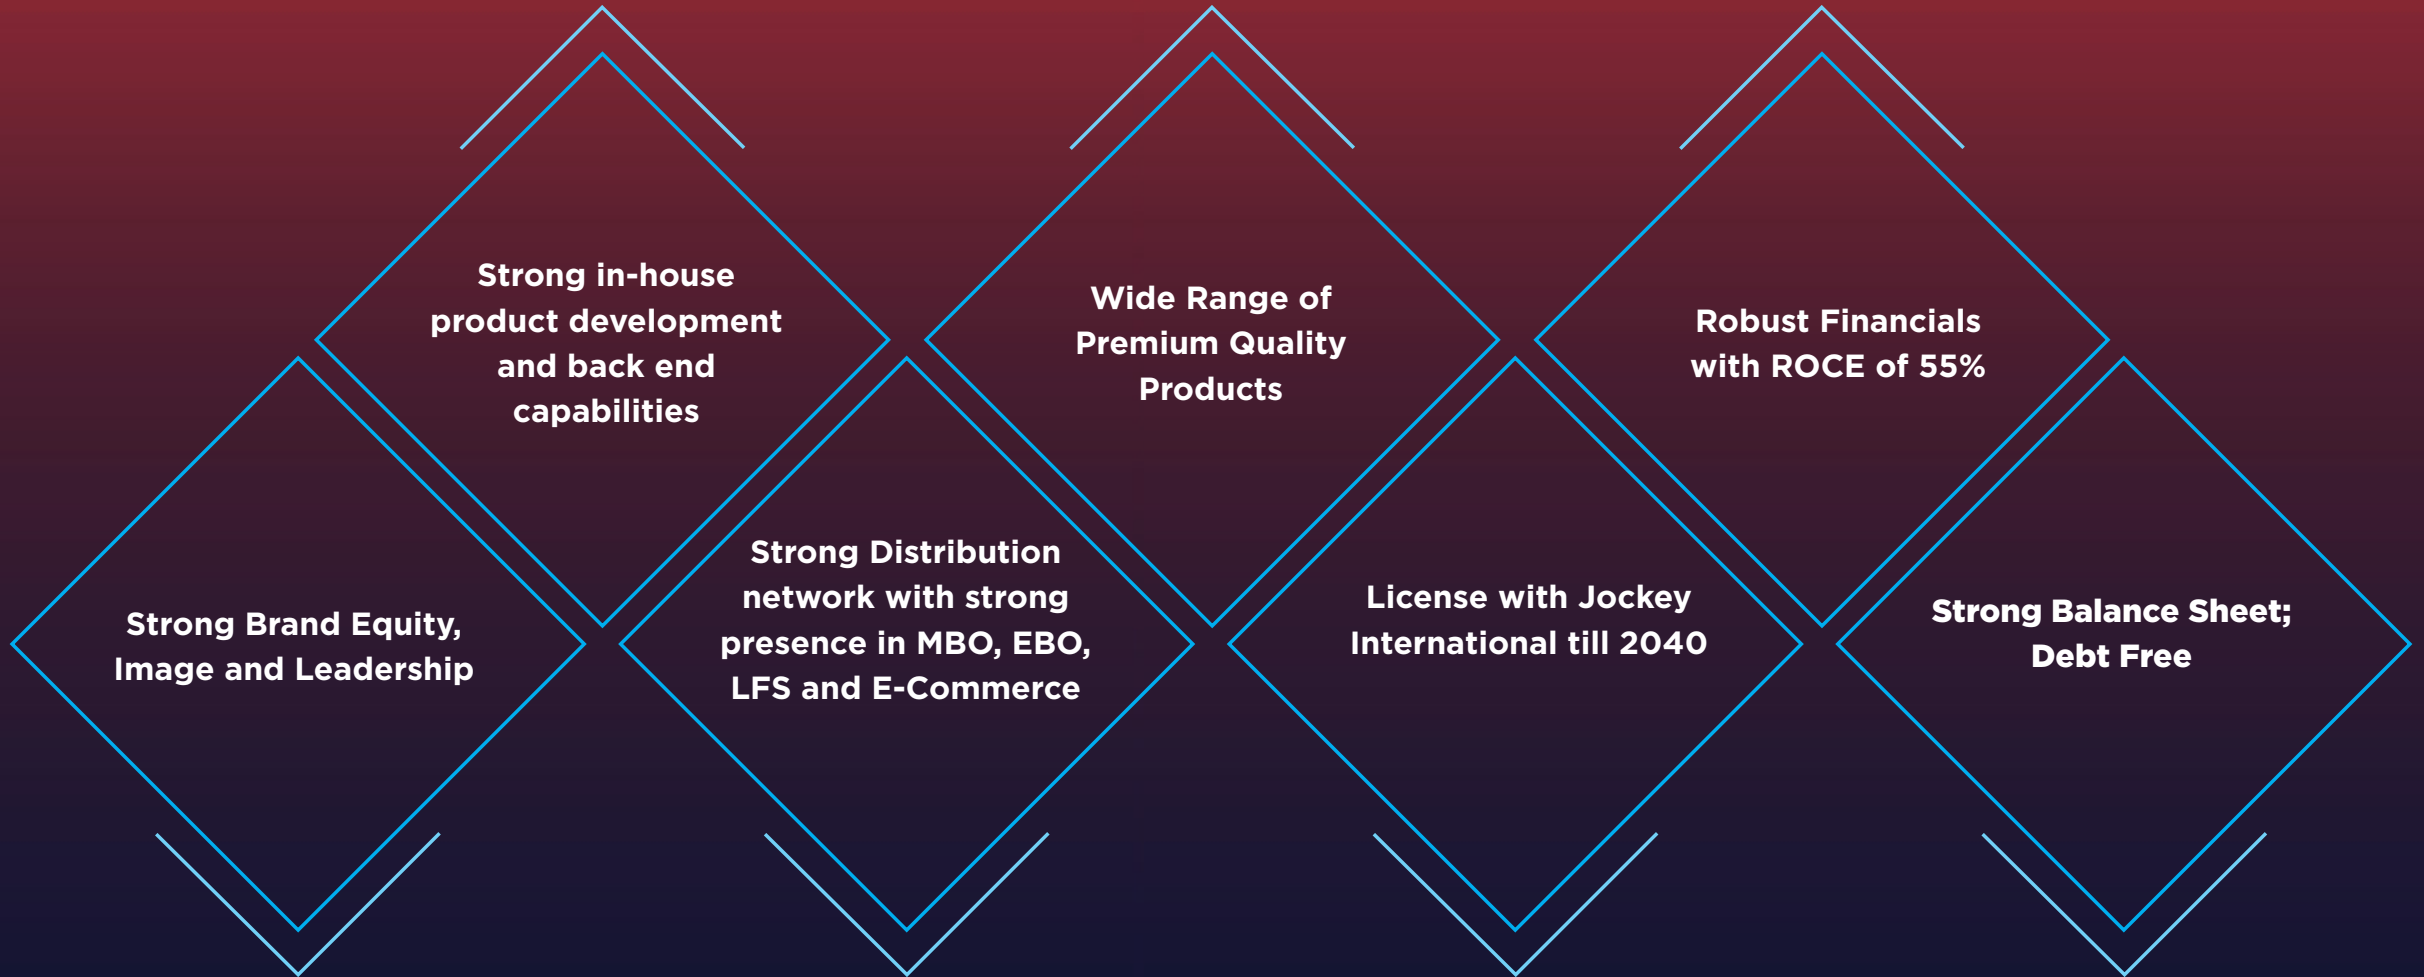 Strong in-house
product development
and back end
capabilities
Wide Range of
Premium Quality
Products
Robust Financials
with ROCE of 55%
Strong Brand Equity,
Image and Leadership
Strong Distribution
network with strong
presence in MBO, EBO,
LFS and E-Commerce
License with Jockey
International till 2040
Strong Balance Sheet;
Debt Free